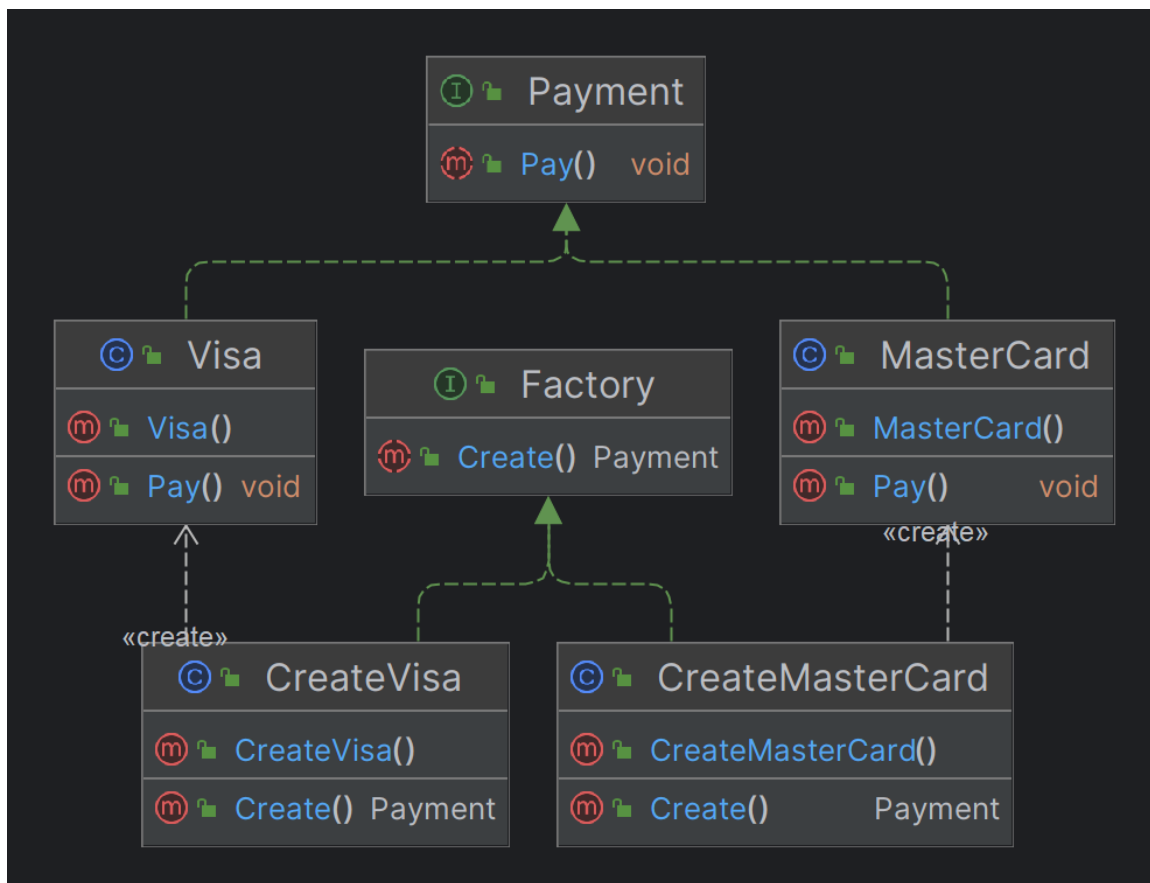 Payment
Pay() void
Visa
Visa()
Pay() void
Factory
Create() Payment
MasterCard
MasterCard()
Pay() void
«create»
«create»
CreateVisa
CreateVisa()
Create() Payment
CreateMasterCard
CreateMasterCard()
Create() Payment